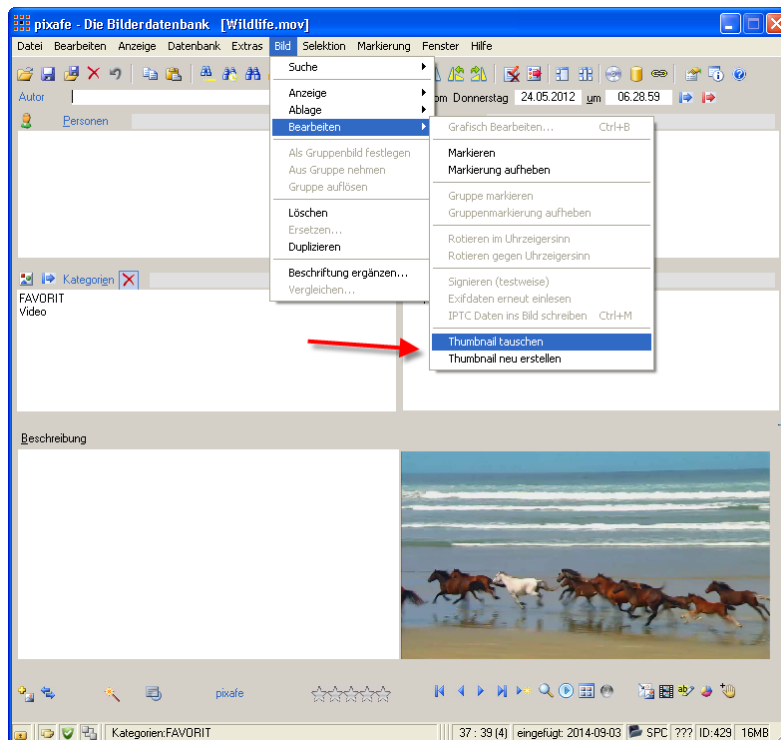 pixafe - Die Bilderdatenbank [Wildlife.mov]
Datei Bearbeiten Anzeige Datenbank Extras Bild Selektion Markierung Fenster Hilfe
Autor
om Donnerstag 24.05.2012 um 06.28.59
Personen
Suche
Anzeige
Ablage
Bearbeiten
Als Gruppenbild festlegen
Aus Gruppe nehmen
Gruppe auflösen
Löschen
Ersetzen...
Duplizieren
Beschriftung ergänzen...
Vergleichen...
Grafisch Bearbeiten... Ctrl+B
Markieren
Markierung aufheben
Gruppe markieren
Gruppenmarkierung aufheben
Rotieren im Uhrzeigersinn
Rotieren gegen Uhrzeigersinn
Signieren (testweise)
Exifdaten erneut einlesen
IPTC Daten ins Bild schreiben Ctrl+M
Thumbnail tauschen
Thumbnail neu erstellen
Kategorien
FAVORIT
Video
Beschreibung
pixafe
Kategorien:FAVORIT 37 : 39 (4) eingefügt: 2014-09-03 SPC ??? ID:429 16MB